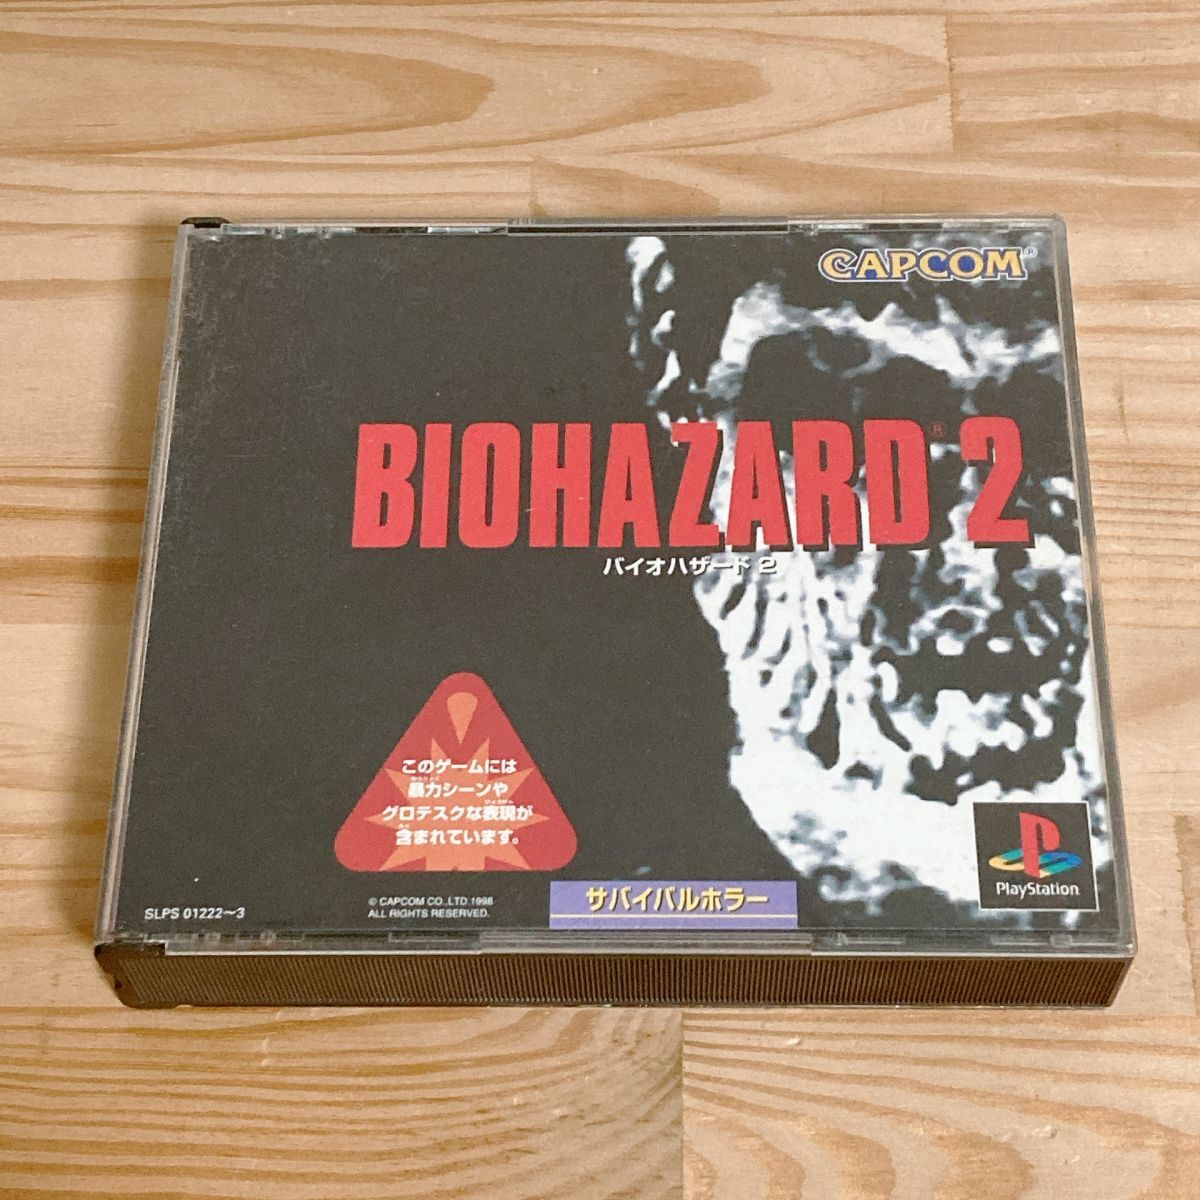 CAPCOM®
BIOHAZARD® 2
バイオハザード 2
このゲームには
暴力シーンや
グロテスクな表現が
含まれています。
SLPS 01222〜3
© CAPCOM CO.,LTD.1998
ALL RIGHTS RESERVED.
サバイバルホラー
PlayStation